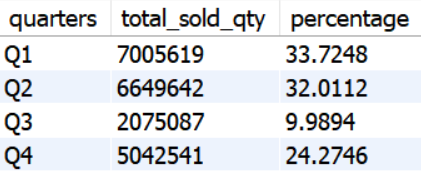 quarters total_sold_qty percentage
Q1 7005619 33.7248
Q2 6649642 32.0112
Q3 2075087 9.9894
Q4 5042541 24.2746